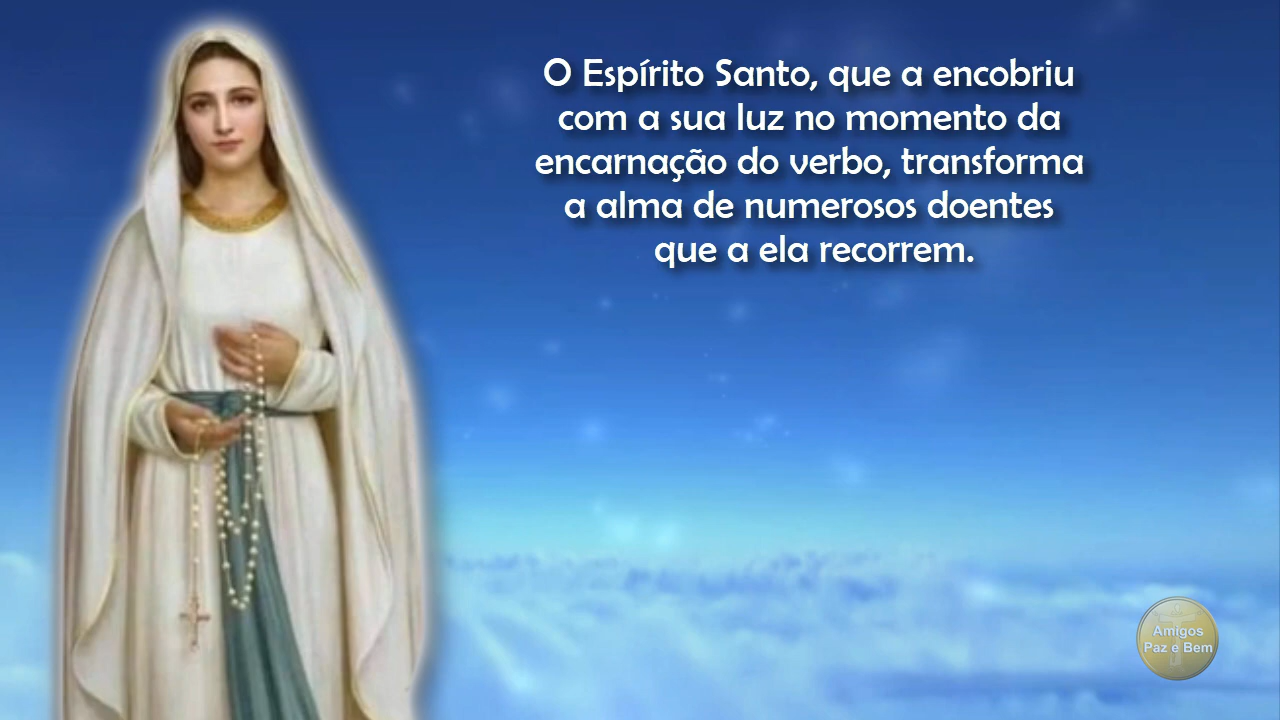 O Espírito Santo, que a encobriu
com a sua luz no momento da
encarnação do verbo, transforma
a alma de numerosos doentes
que a ela recorrem.
Amigos
Paz e Bem